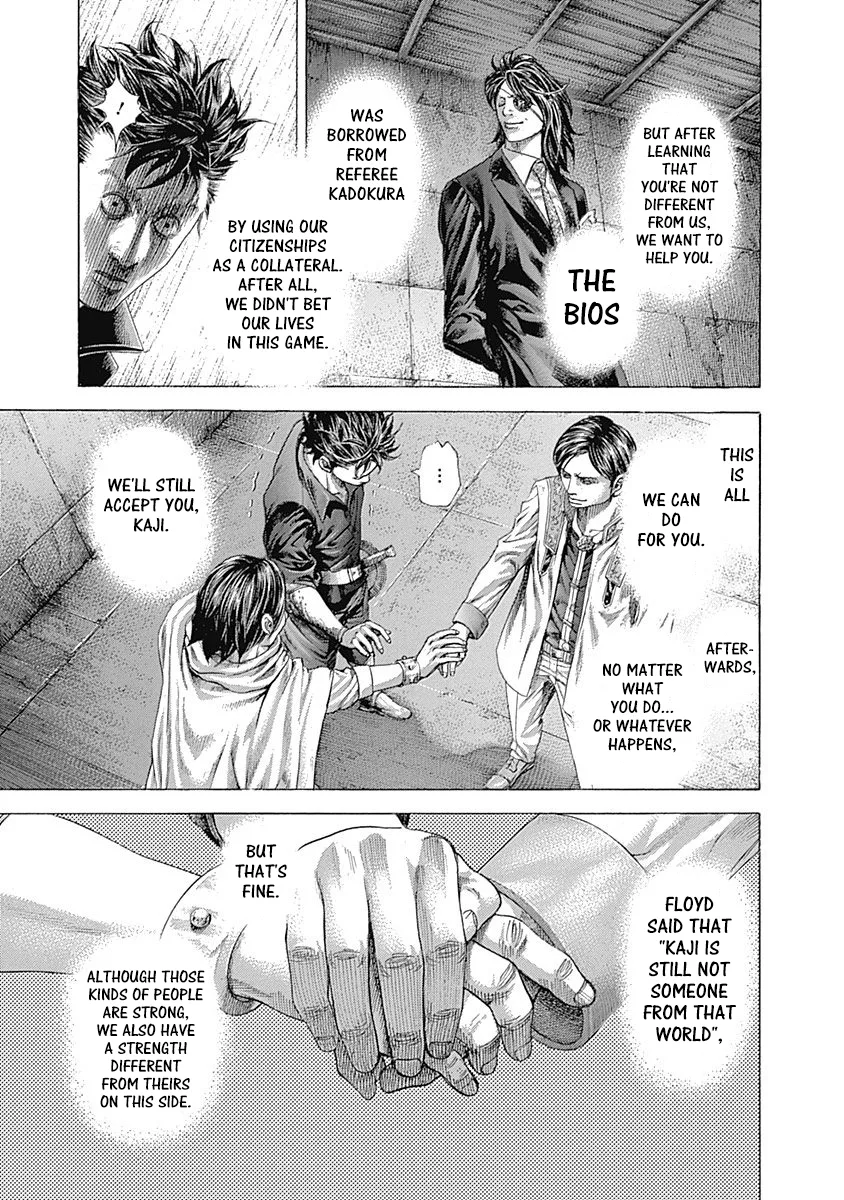 BUT AFTER
LEARNING
THAT
YOU'RE NOT
DIFFERENT
FROM US,
WE WANT TO
HELP YOU.
THE
BIOS
WAS
BORROWED
FROM
REFEREE
KADOKURA
BY USING OUR
CITIZENSHIPS
AS A COLLATERAL.
AFTER ALL,
WE DIDN'T BET
OUR LIVES
IN THIS GAME.
!
THIS
IS
ALL
WE CAN
DO
FOR YOU.
...
AFTER-
WARDS,
NO MATTER
WHAT
YOU DO...
OR WHATEVER
HAPPENS,
WE'LL STILL
ACCEPT YOU,
KAJI.
FLOYD
SAID THAT
"KAJI IS
STILL NOT
SOMEONE
FROM THAT
WORLD",
BUT
THAT'S
FINE.
ALTHOUGH THOSE
KINDS OF PEOPLE
ARE STRONG,
WE ALSO HAVE
A STRENGTH
DIFFERENT
FROM THEIRS
ON THIS SIDE.